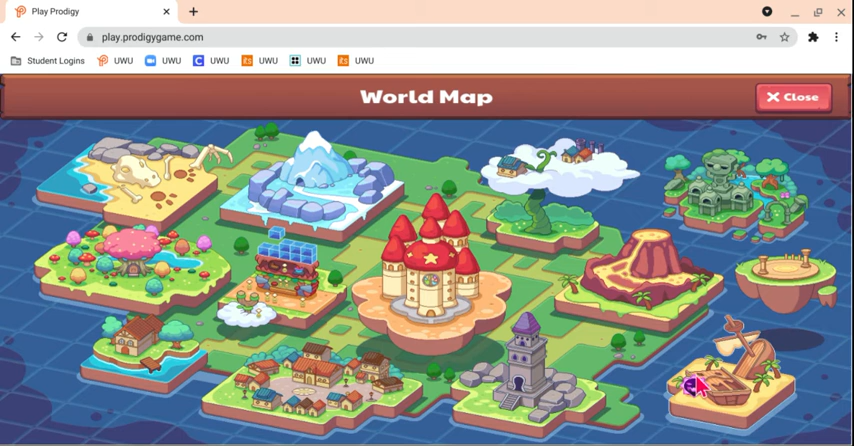 Play Prodigy
play.prodigygame.com
Student Logins UWU UWU UWU UWU UWU UWU
World Map
Close